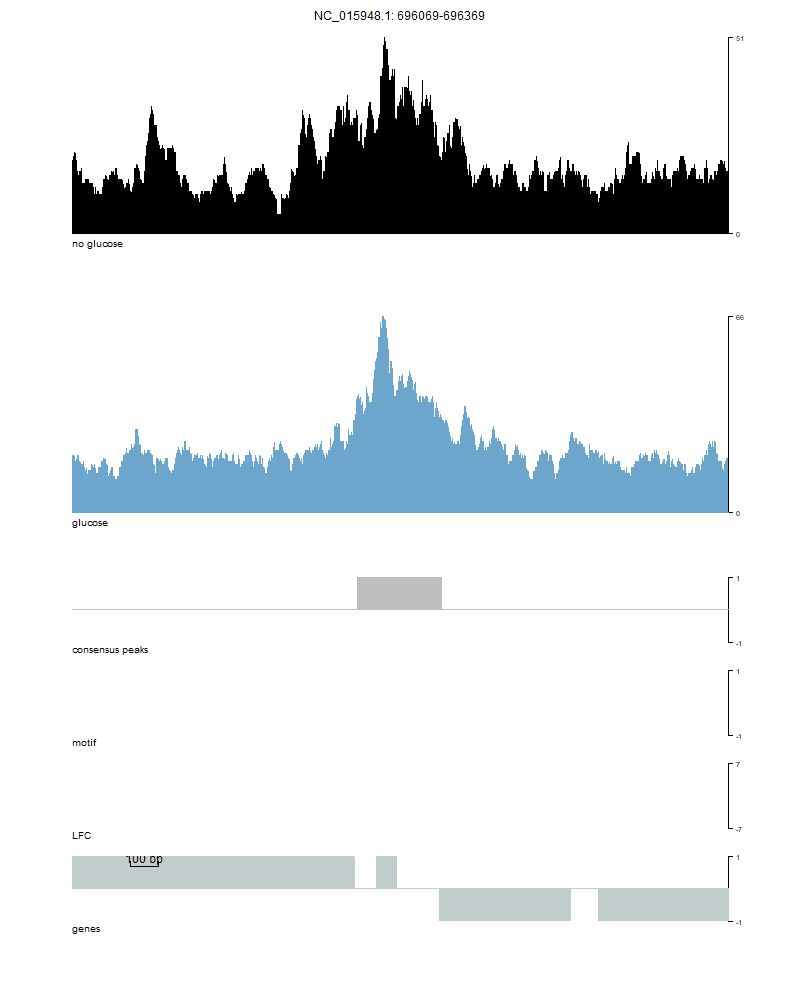 NC_015948.1: 696069-696369
51
0
no glucose
66
0
glucose
1
-1
consensus peaks
1
-1
motif
7
-7
LFC
100 bp
1
-1
genes